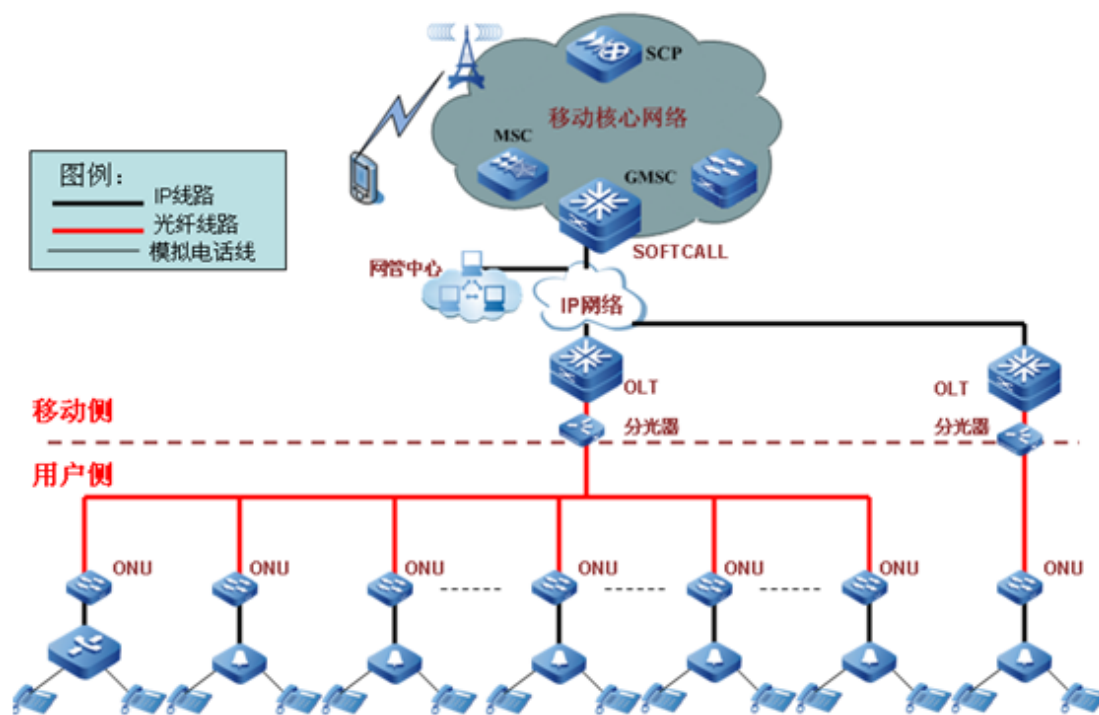 SCP
移动核心网络
MSC
GMSC
图例：
IP线路
光纤线路
模拟电话线
SOFTCALL
网管中心
IP网络
OLT
OLT
移动侧
分光器
分光器
用户侧
ONU
ONU
ONU
ONU
ONU
ONU
ONU